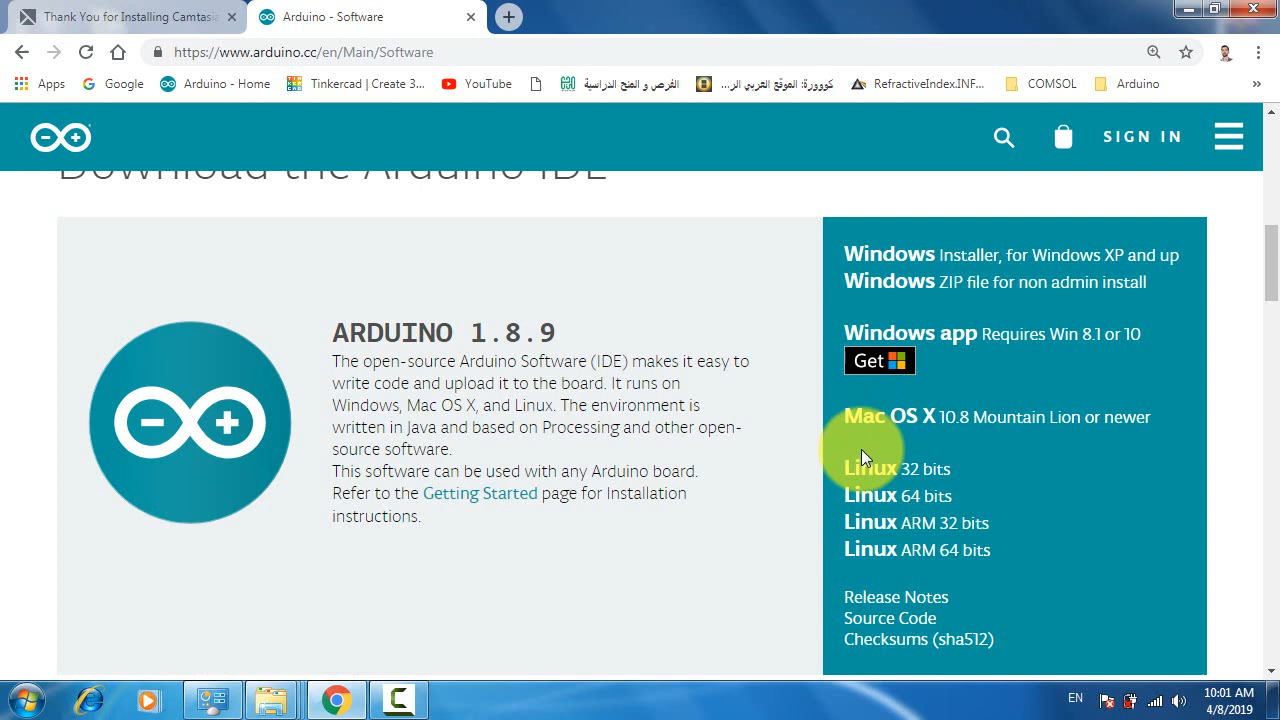 Thank You for Installing Camtasi
Arduino - Software
https://www.arduino.cc/en/Main/Software
Apps
Google
Arduino - Home
Tinkercad | Create 3...
YouTube
الفرص و المنح الدراسية
كووورة: الموقع العربي الر...
RefractiveIndex.INF...
COMSOL
Arduino
»
SIGN IN
Download the Arduino IDE
ARDUINO 1.8.9
The open-source Arduino Software (IDE) makes it easy to
write code and upload it to the board. It runs on
Windows, Mac OS X, and Linux. The environment is
written in Java and based on Processing and other open-
source software.
This software can be used with any Arduino board.
Refer to the Getting Started page for Installation
instructions.
Windows Installer, for Windows XP and up
Windows ZIP file for non admin install
Windows app Requires Win 8.1 or 10
Get
Mac OS X 10.8 Mountain Lion or newer
Linux 32 bits
Linux 64 bits
Linux ARM 32 bits
Linux ARM 64 bits
Release Notes
Source Code
Checksums (sha512)
EN
10:01 AM
4/8/2019